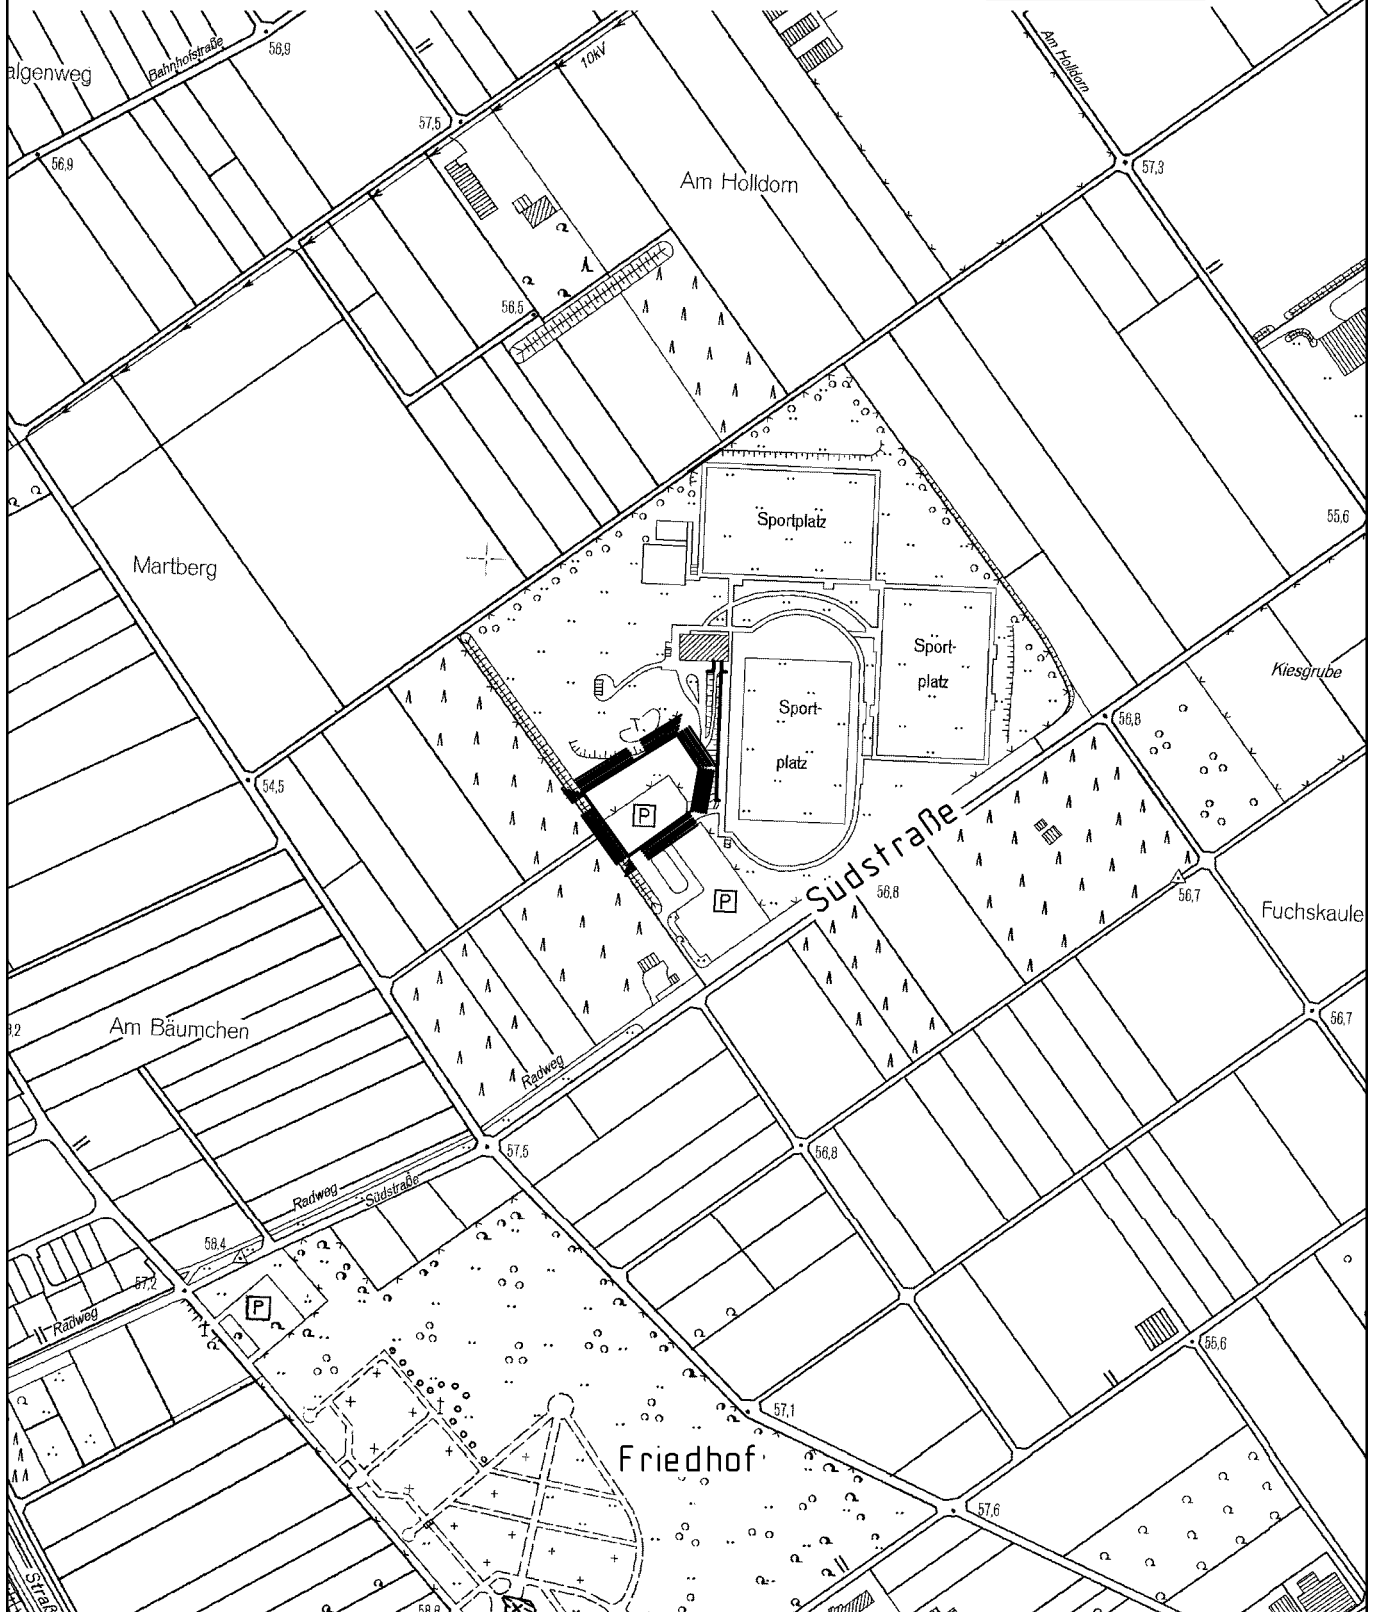 Bahnhofstraße
56,9
algenweg
10kV
Am Holldorn
57,5
56,9
57,3
Am Holldorn
56,5
Sportplatz
55,6
Martberg
Sport-
platz
Kiesgrube
Sport-
platz
56,8
54,5
P
Südstraße
56,8
P
56,7
Fuchskaule
56,7
Am Bäumchen
Radweg
57,5
56,8
Radweg
Südstraße
58,4
57,2
P
Radweg
55,6
57,1
Friedhof
57,6
Straß
58,8